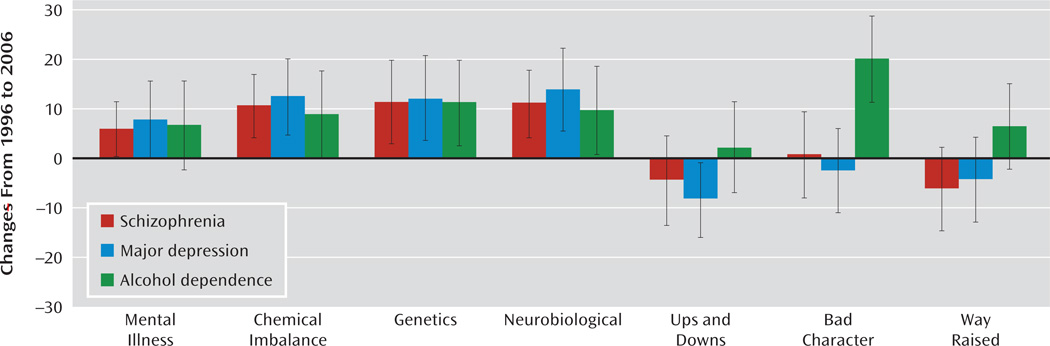 Changes From 1996 to 2006
30
20
10
0
–10
–20
–30
Schizophrenia
Major depression
Alcohol dependence
Mental
Illness
Chemical
Imbalance
Genetics
Neurobiological
Ups and
Downs
Bad
Character
Way
Raised